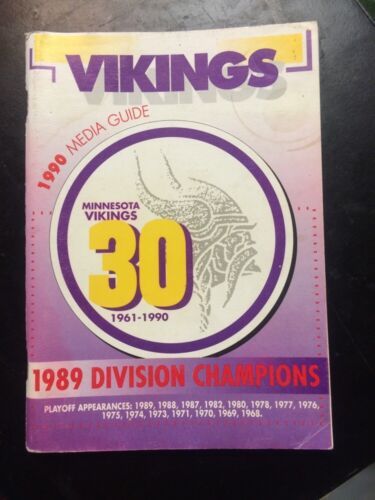 VIKINGS
1990 MEDIA GUIDE
MINNESOTA
VIKINGS
30
1961-1990
1989 DIVISION CHAMPIONS
PLAYOFF APPEARANCES: 1989, 1988, 1987, 1982, 1980, 1978, 1977, 1976,
1975, 1974, 1973, 1971, 1970, 1969, 1968.